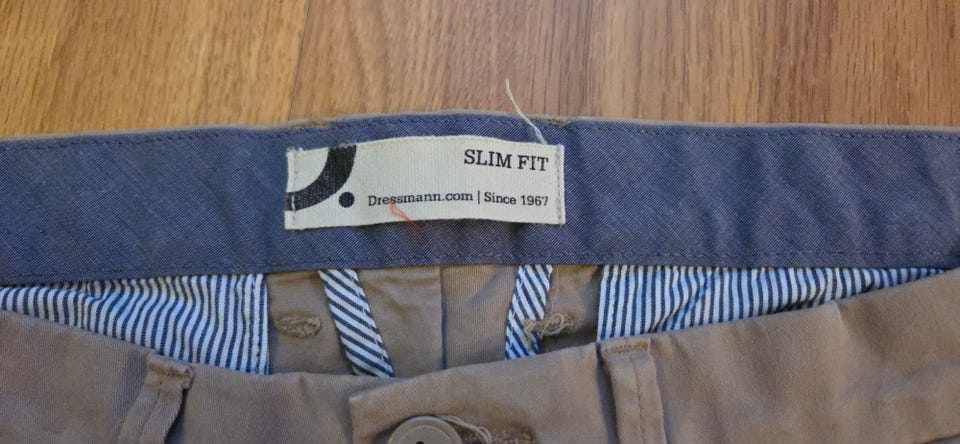 SLIM FIT
Dressmann.com | Since 1967